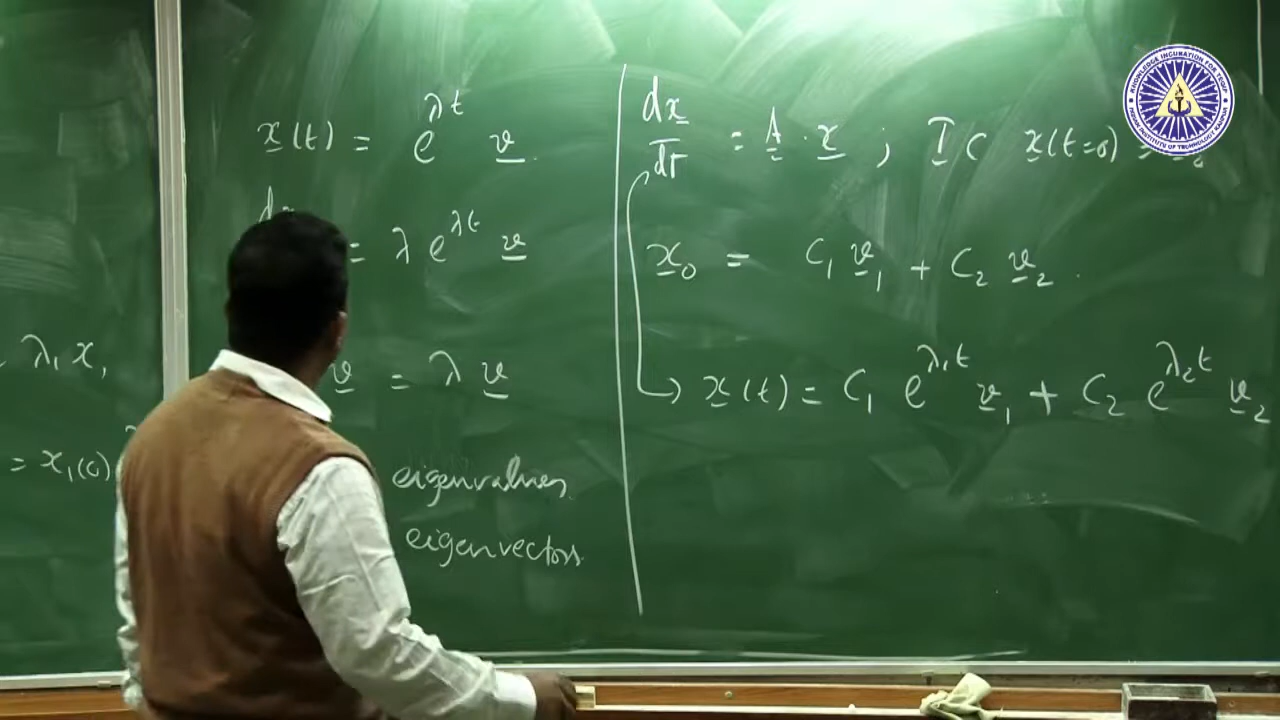 λ₁ x₁
= x₁(0)
x(t) = e^{λt} v.
= λ e^{λt} v
v = λ v
eigenvalues.
eigenvectors.
dx/dt = A · x ; IC x(t=0)
x₀ = C₁ v₁ + C₂ v₂.
x(t) = C₁ e^{λ₁t} v₁ + C₂ e^{λ₂t} v₂